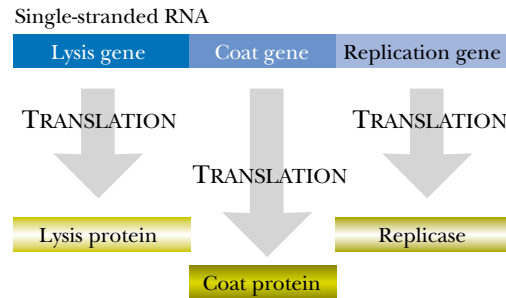 Single-stranded RNA
Lysis gene Coat gene Replication gene
TRANSLATION TRANSLATION
TRANSLATION
Lysis protein Replicase
Coat protein